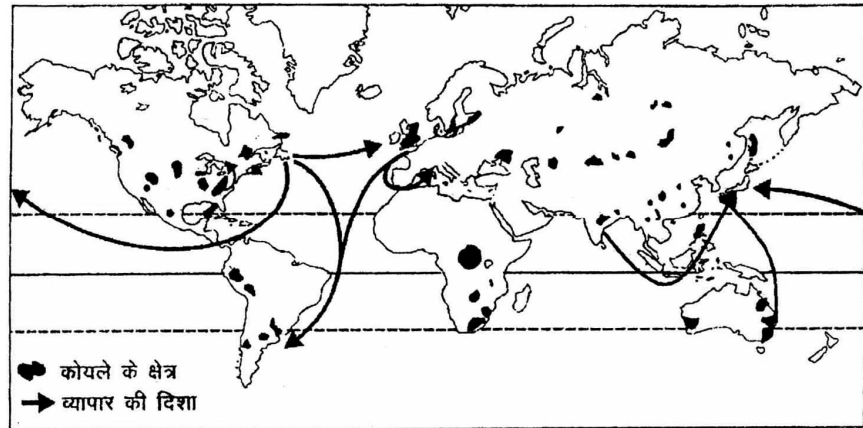 कोयले के क्षेत्र
व्यापार की दिशा